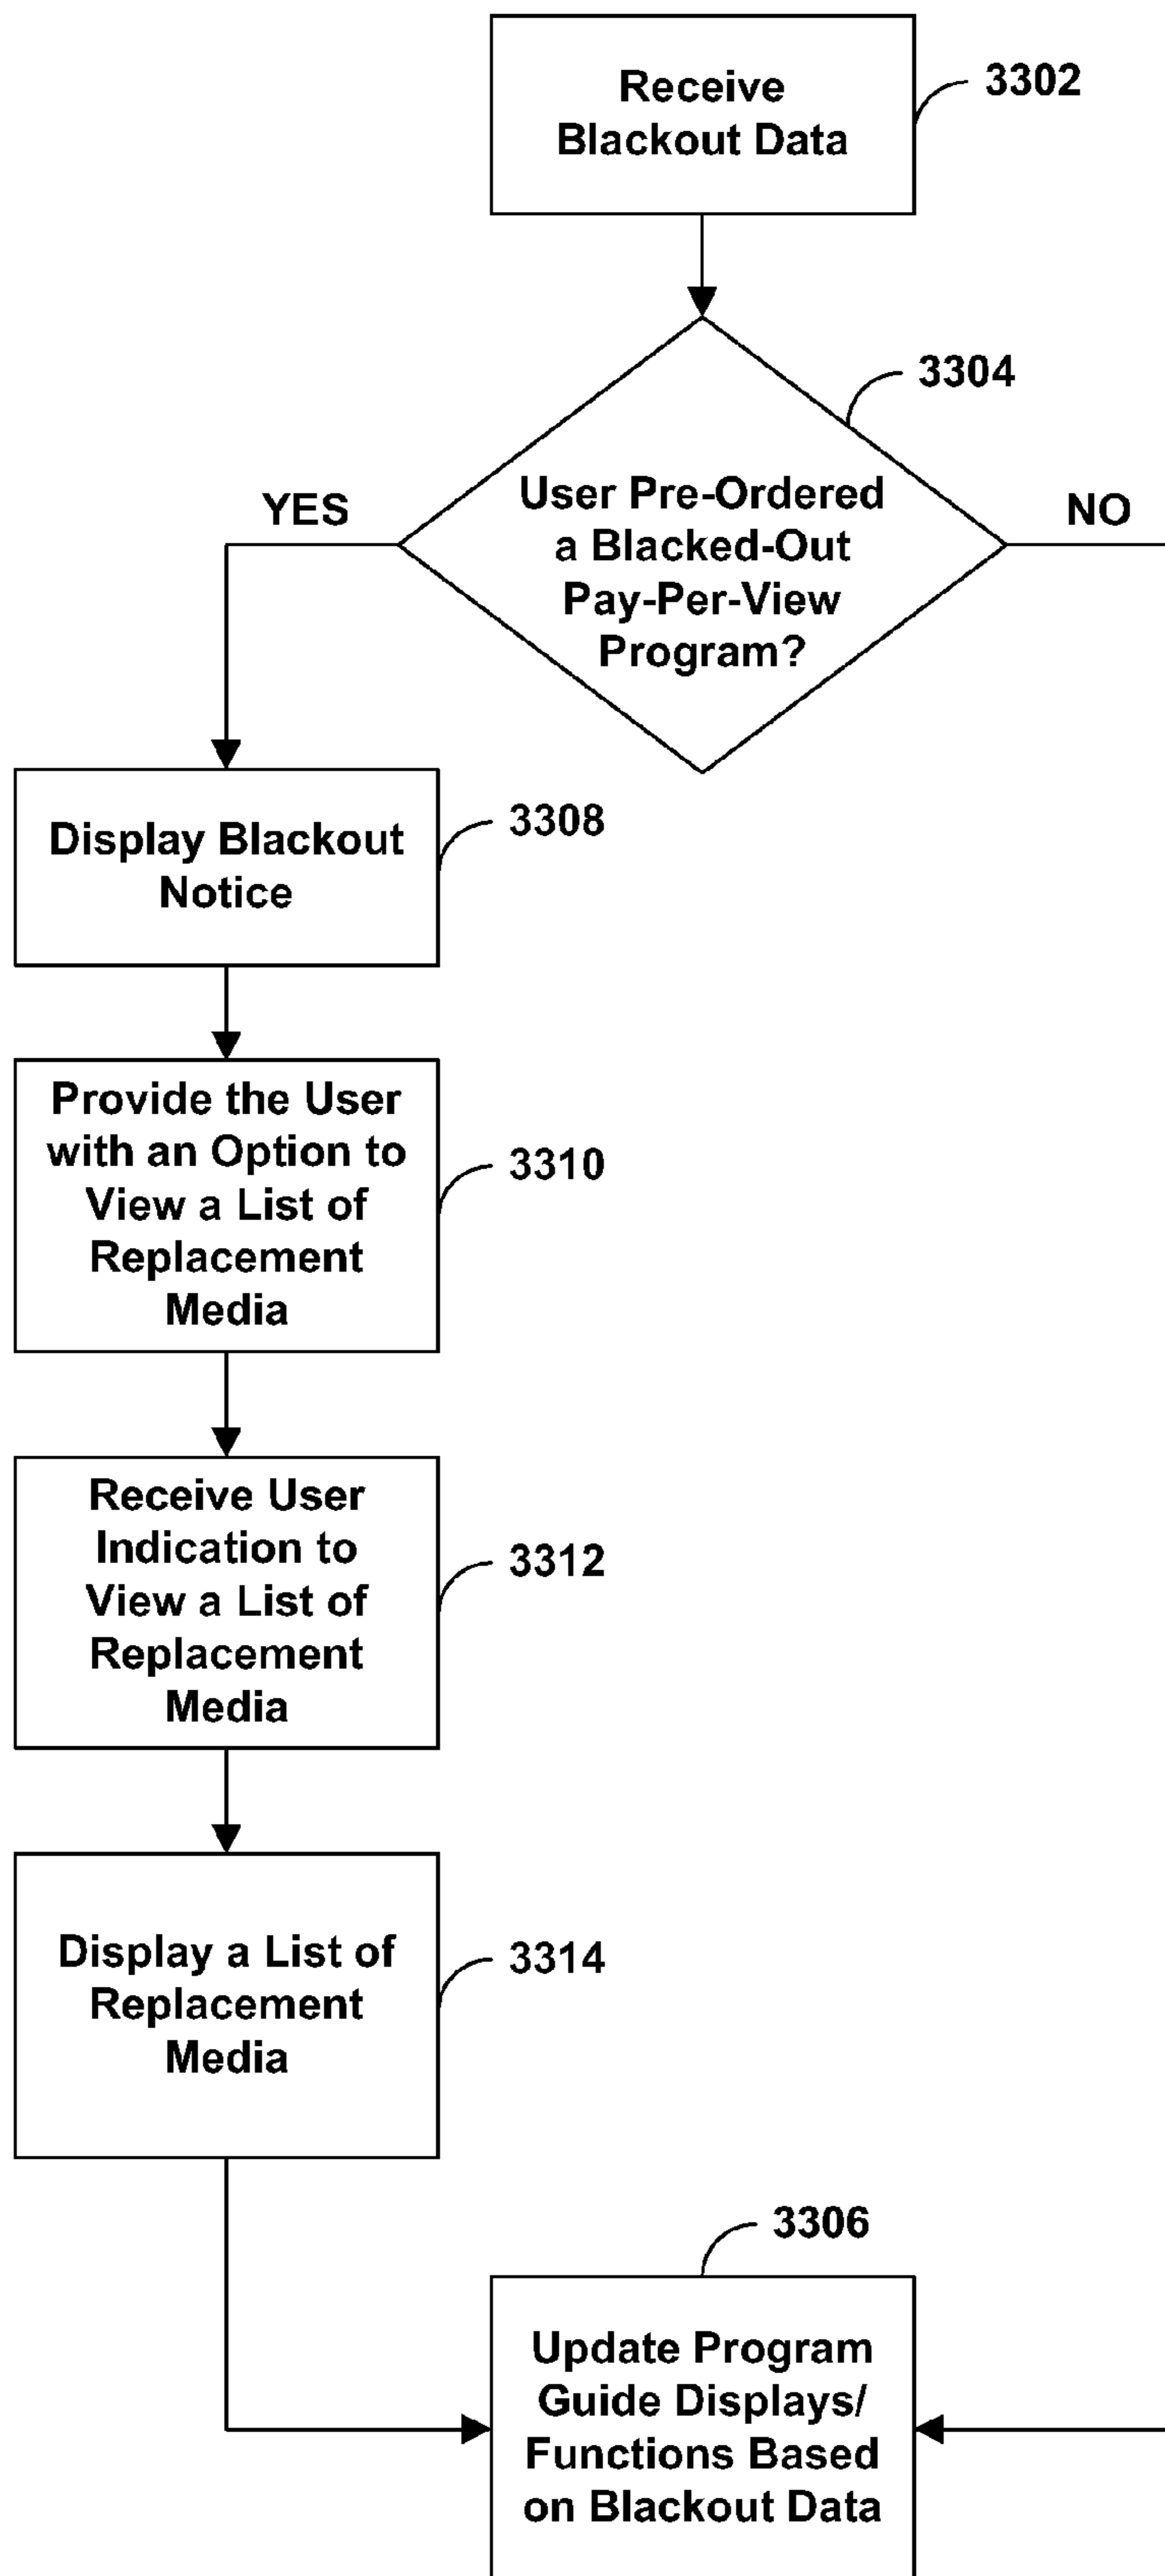 Receive
Blackout Data
3302
3304
User Pre-Ordered
a Blacked-Out
Pay-Per-View
Program?
YES
NO
Display Blackout
Notice
3308
Provide the User
with an Option to
View a List of
Replacement
Media
3310
Receive User
Indication to
View a List of
Replacement
Media
3312
Display a List of
Replacement
Media
3314
3306
Update Program
Guide Displays/
Functions Based
on Blackout Data